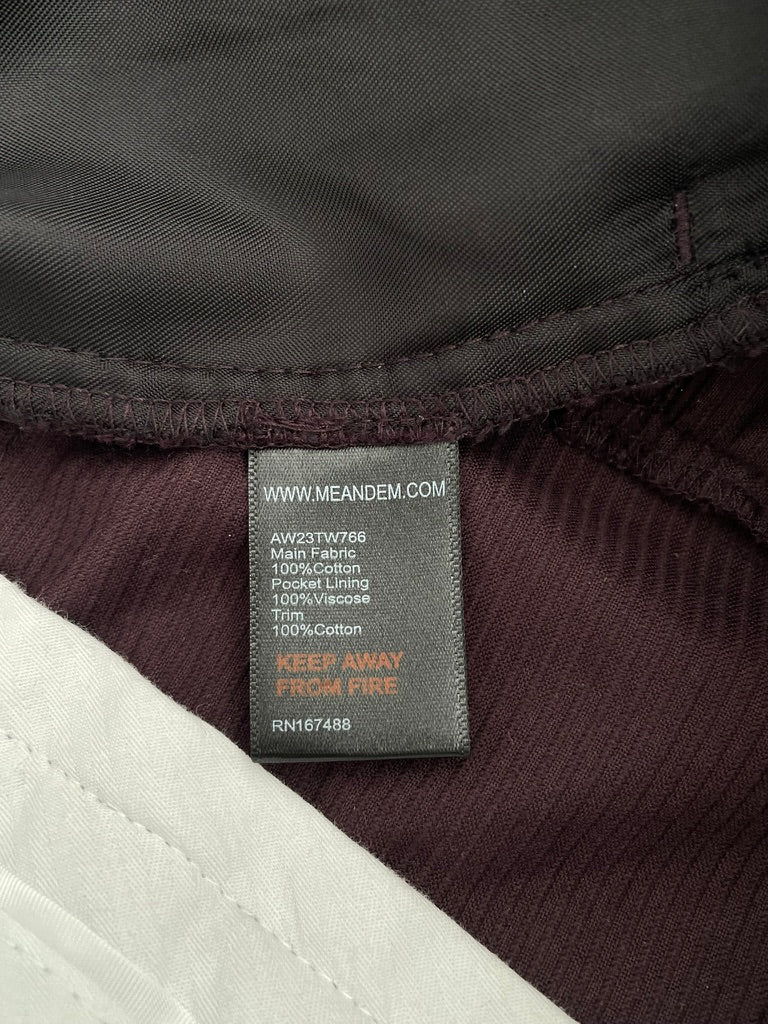 WWW.MEANDEM.COM
AW23TW766
Main Fabric
100%Cotton
Pocket Lining
100%Viscose
Trim
100%Cotton
KEEP AWAY
FROM FIRE
RN167488